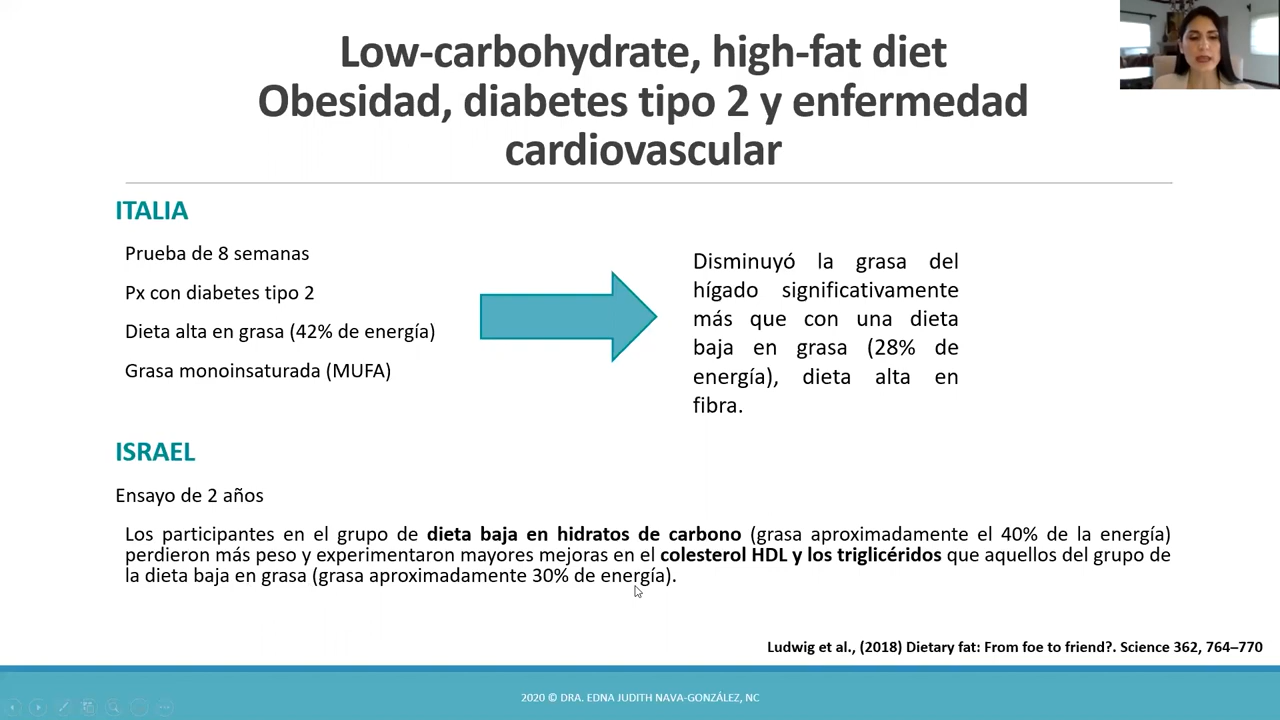 Low-carbohydrate, high-fat diet
Obesidad, diabetes tipo 2 y enfermedad
cardiovascular
ITALIA
Prueba de 8 semanas
Px con diabetes tipo 2
Dieta alta en grasa (42% de energía)
Grasa monoinsaturada (MUFA)
Disminuyó la grasa del
hígado significativamente
más que con una dieta
baja en grasa (28% de
energía), dieta alta en
fibra.
ISRAEL
Ensayo de 2 años
Los participantes en el grupo de dieta baja en hidratos de carbono (grasa aproximadamente el 40% de la energía)
perdieron más peso y experimentaron mayores mejoras en el colesterol HDL y los triglicéridos que aquellos del grupo de
la dieta baja en grasa (grasa aproximadamente 30% de energía).
Ludwig et al., (2018) Dietary fat: From foe to friend?. Science 362, 764–770
2020 © DRA. EDNA JUDITH NAVA-GONZÁLEZ, NC